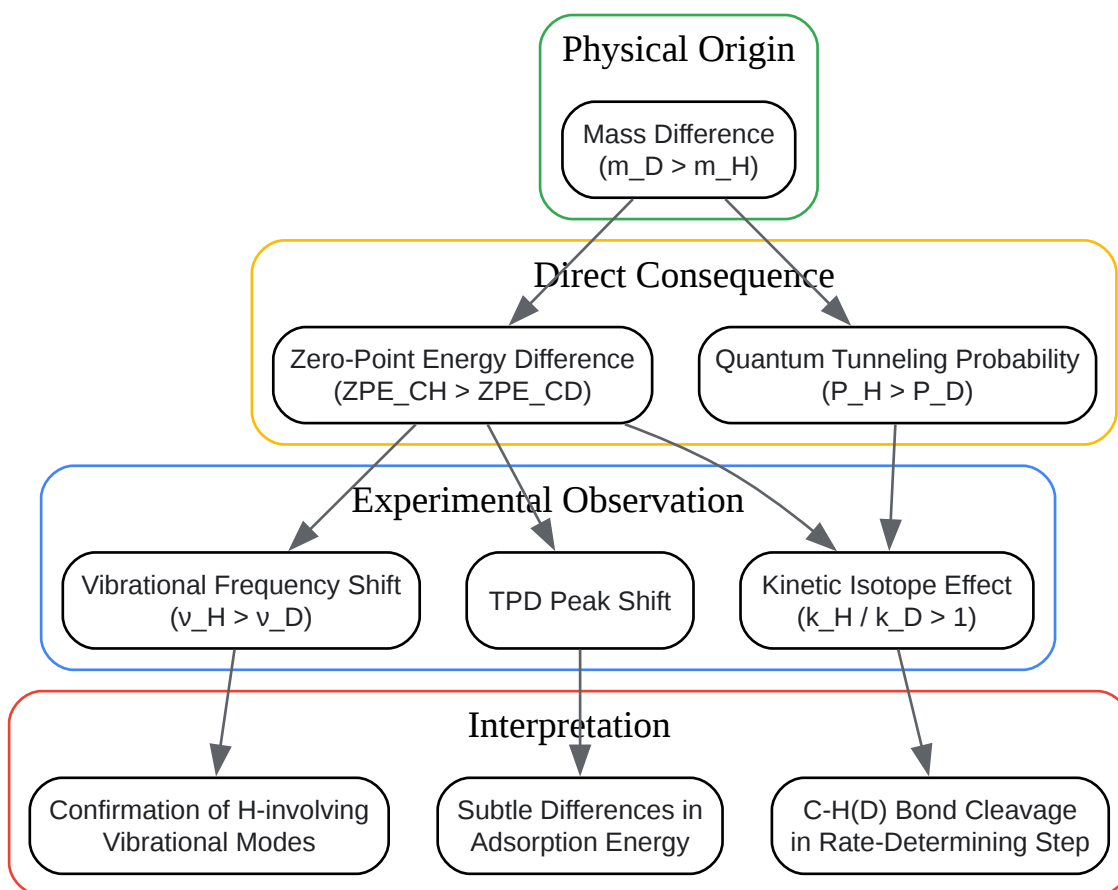 Physical Origin
Mass Difference
(m_D > m_H)
Direct Consequence
Zero-Point Energy Difference
(ZPE_CH > ZPE_CD)
Quantum Tunneling Probability
(P_H > P_D)
Experimental Observation
Vibrational Frequency Shift
(ν_H > ν_D)
TPD Peak Shift
Kinetic Isotope Effect
(k_H / k_D > 1)
Interpretation
Confirmation of H-involving
Vibrational Modes
Subtle Differences in
Adsorption Energy
C-H(D) Bond Cleavage
in Rate-Determining Step